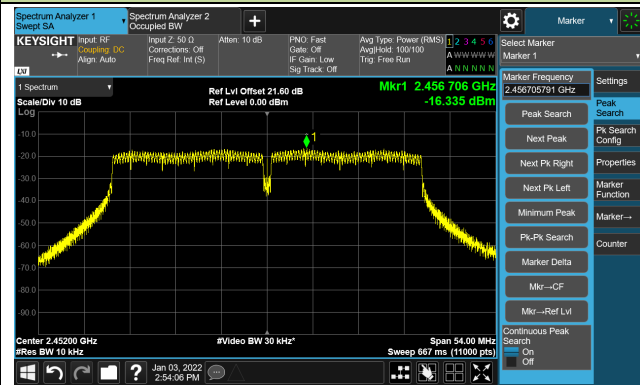 Spectrum Analyzer 1
Swept SA
Spectrum Analyzer 2
Occupied BW
+
Marker
KEYSIGHT
LXI
Input: RF
Coupling: DC
Align: Auto
Input Z: 50 Ω
Corrections: Off
Freq Ref: Int (S)
Atten: 10 dB
PNO: Fast
Gate: Off
IF Gain: Low
Sig Track: Off
Avg Type: Power (RMS)
Avg|Hold: 100/100
Trig: Free Run
1 2 3 4 5 6
A W W W W W
A N N N N N
Select Marker
Marker 1
1 Spectrum
Scale/Div 10 dB
Log
Ref Lvl Offset 21.60 dB
Ref Level 0.00 dBm
Mkr1 2.456 706 GHz
-16.335 dBm
1
-10.0
-20.0
-30.0
-40.0
-50.0
-60.0
-70.0
-80.0
-90.0
Center 2.45200 GHz
#Res BW 10 kHz
#Video BW 30 kHz*
Span 54.00 MHz
Sweep 667 ms (11000 pts)
Marker Frequency
2.456705791 GHz
Peak Search
Next Peak
Next Pk Right
Next Pk Left
Minimum Peak
Pk-Pk Search
Marker Delta
Mkr→CF
Mkr→Ref Lvl
Continuous Peak
Search
On
Off
Settings
Peak
Search
Pk Search
Config
Properties
Marker
Function
Marker→
Counter
?
Jan 03, 2022
2:54:06 PM